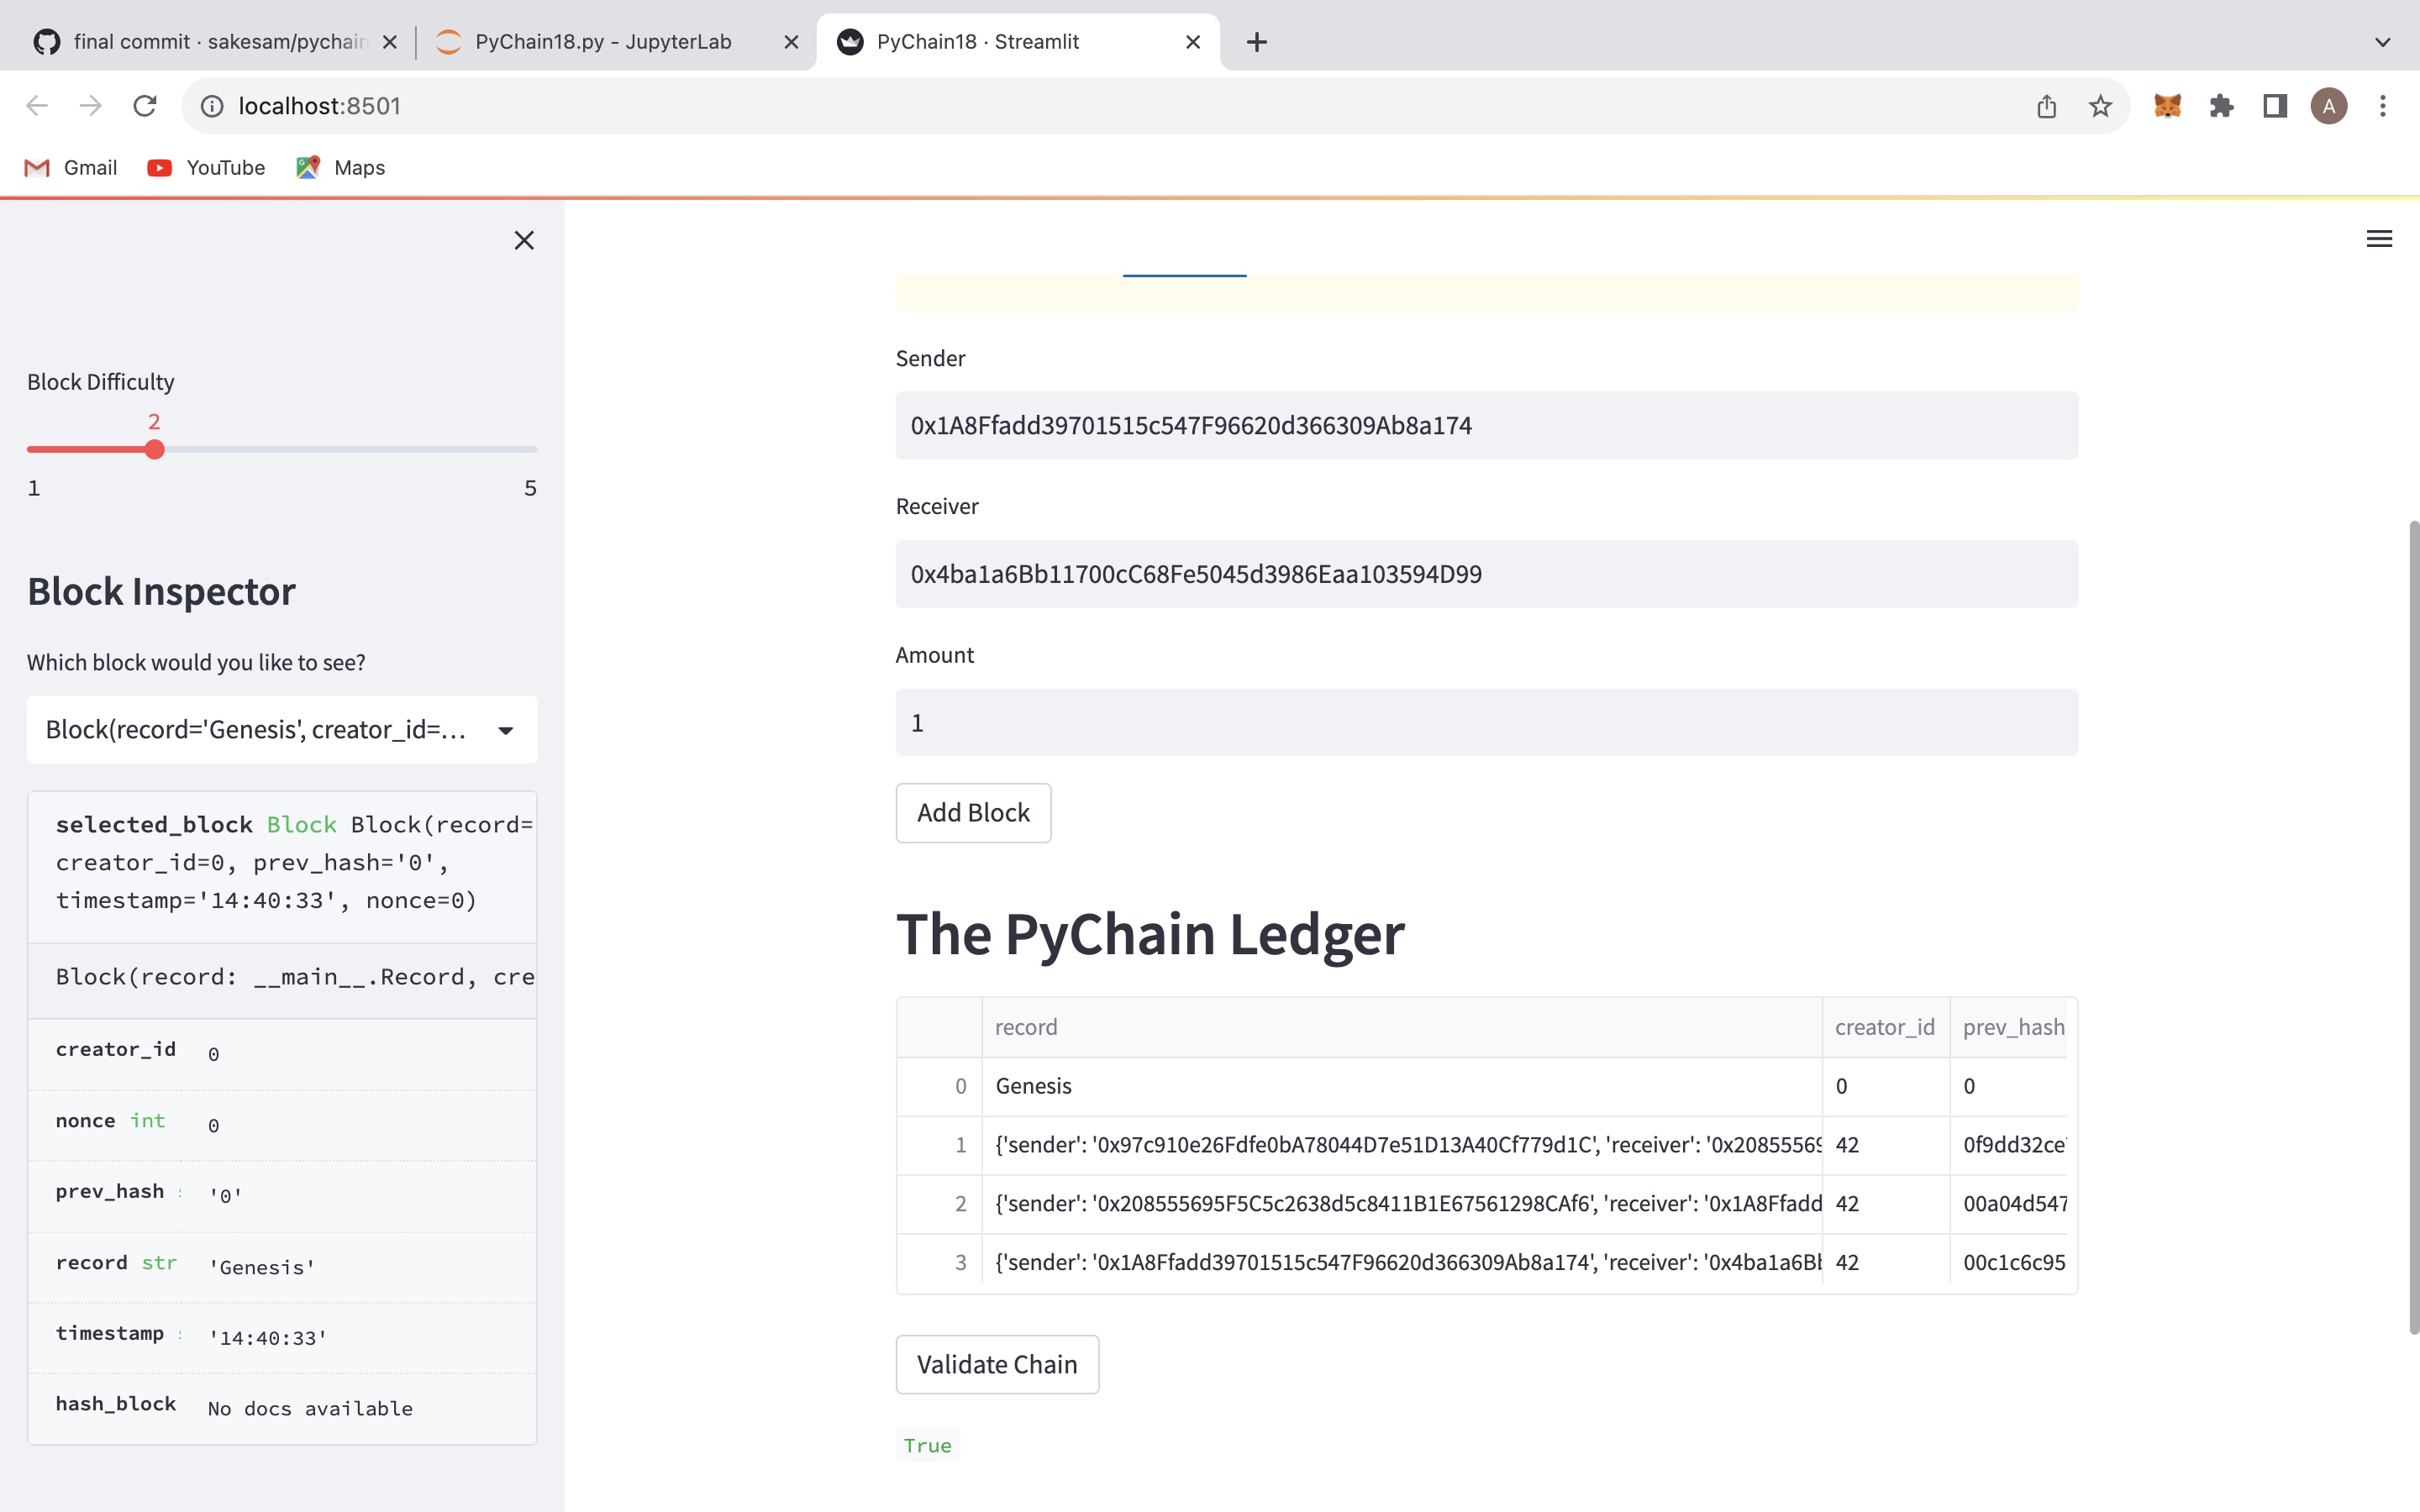 final commit · sakesam/pychain
PyChain18.py - JupyterLab
PyChain18 · Streamlit
localhost:8501
A
Gmail
YouTube
Maps
Block Difficulty
2
1
5
Block Inspector
Which block would you like to see?
Block(record='Genesis', creator_id=...
selected_block Block Block(record=
creator_id=0, prev_hash='0',
timestamp='14:40:33', nonce=0)
Block(record: __main__.Record, cre
creator_id 0
nonce int 0
prev_hash '0'
record str 'Genesis'
timestamp '14:40:33'
hash_block No docs available
Sender
0x1A8Ffadd39701515c547F96620d366309Ab8a174
Receiver
0x4ba1a6Bb11700cC68Fe5045d3986Eaa103594D99
Amount
1
Add Block
The PyChain Ledger
record creator_id prev_hash
0 Genesis 0 0
1 {'sender': '0x97c910e26Fdfe0bA78044D7e51D13A40Cf779d1C', 'receiver': '0x20855569 42 0f9dd32ce
2 {'sender': '0x208555695F5C5c2638d5c8411B1E67561298CAf6', 'receiver': '0x1A8Ffadd 42 00a04d547
3 {'sender': '0x1A8Ffadd39701515c547F96620d366309Ab8a174', 'receiver': '0x4ba1a6Bb 42 00c1c6c95
Validate Chain
True